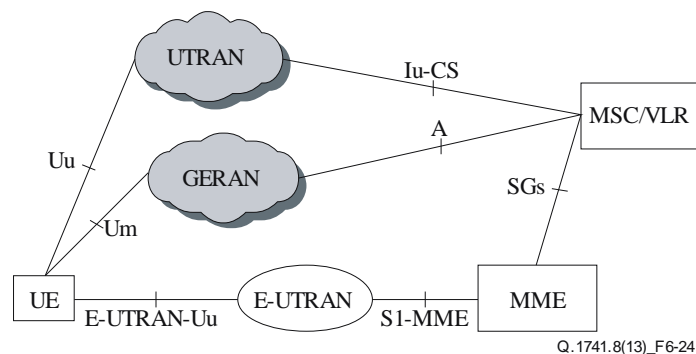 UTRAN
Iu-CS
MSC/VLR
A
Uu
GERAN
SGs
Um
UE
E-UTRAN
MME
E-UTRAN-Uu
S1-MME
Q.1741.8(13)_F6-24